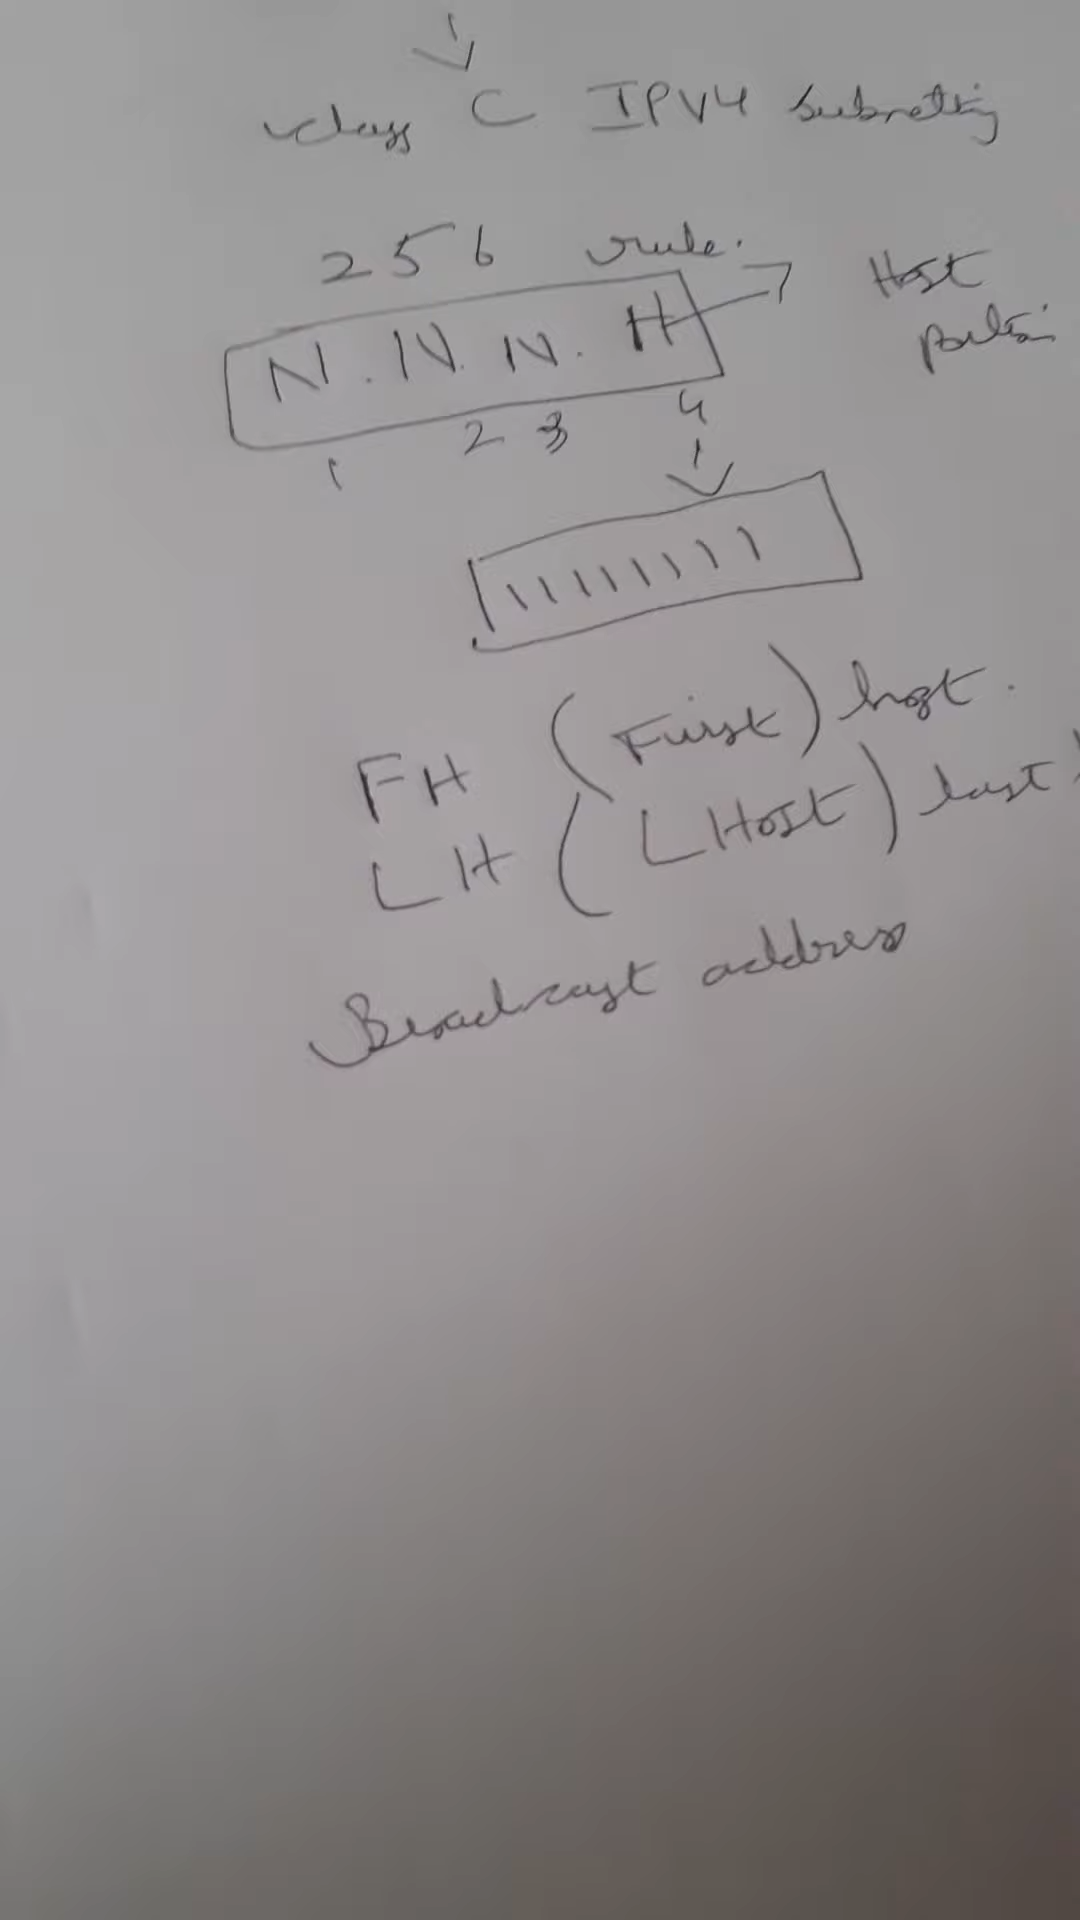 class C IPV4 subnetting
256 rule.
N. N. N. H → Host
portion
1 2 3 4
11111111
FH (First) host.
LH (LHost) last
Broadcast address